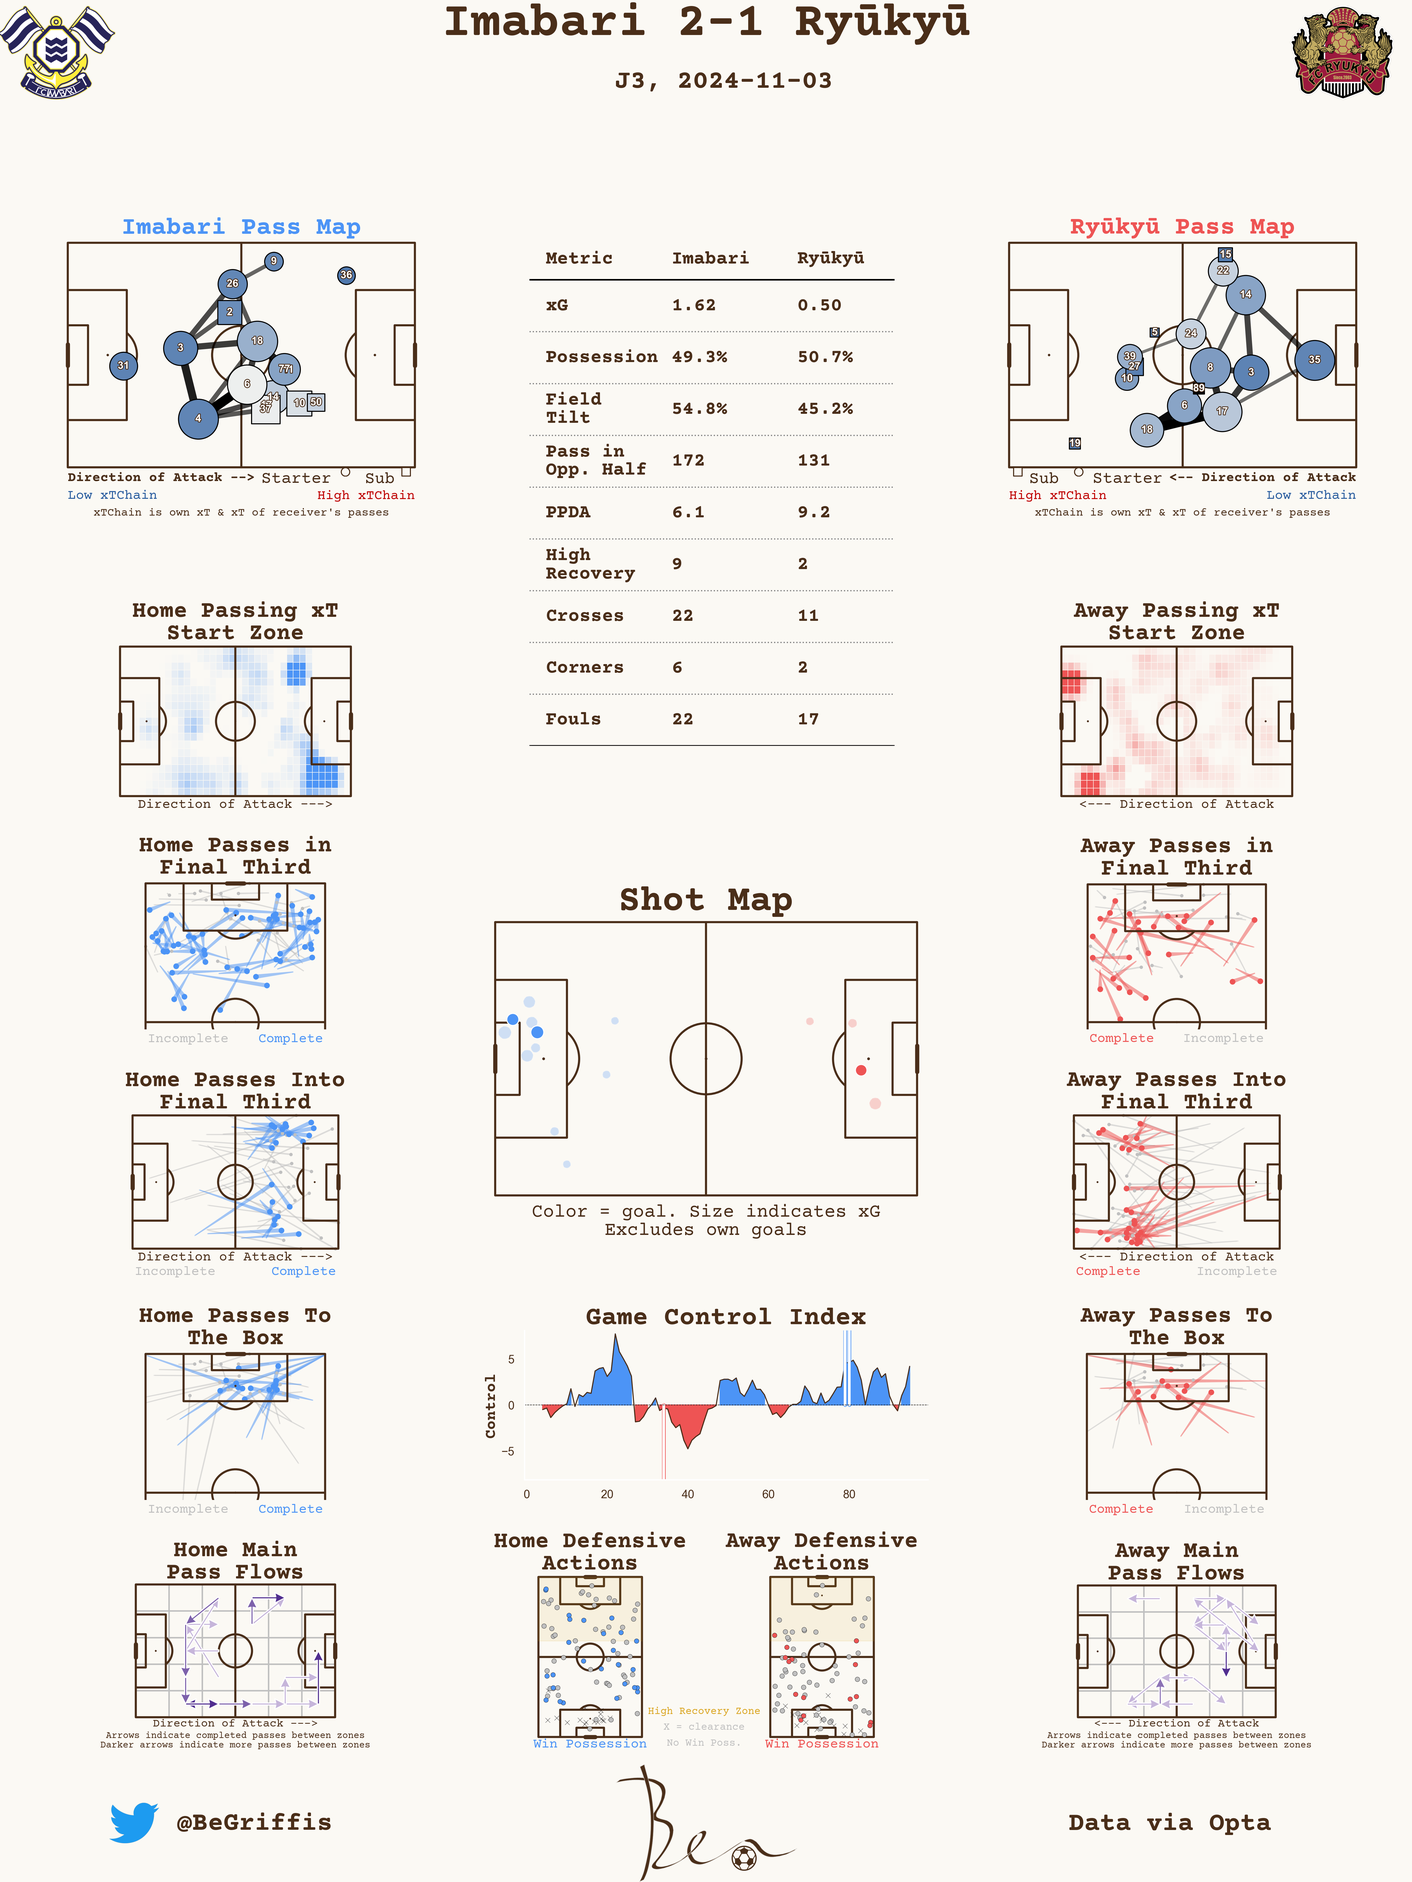 Imabari 2-1 Ryūkyū
J3, 2024-11-03
FC IMABARI
FC RYUKYU
Since 2003
Imabari Pass Map
9
36
26
2
3
18
31
77
71
6
14
37
10
50
4
Direction of Attack --> Starter Sub
Low xTChain High xTChain
xTChain is own xT & xT of receiver's passes
Metric Imabari Ryūkyū
xG 1.62 0.50
Possession 49.3% 50.7%
Field
Tilt 54.8% 45.2%
Pass in
Opp. Half 172 131
PPDA 6.1 9.2
High
Recovery 9 2
Crosses 22 11
Corners 6 2
Fouls 22 17
Ryūkyū Pass Map
15
22
14
5
24
39
27
10
8
3
35
89
6
17
18
19
Sub Starter <-- Direction of Attack
High xTChain Low xTChain
xTChain is own xT & xT of receiver's passes
Home Passing xT
Start Zone
Direction of Attack --->
Away Passing xT
Start Zone
<--- Direction of Attack
Home Passes in
Final Third
Incomplete Complete
Shot Map
Color = goal. Size indicates xG
Excludes own goals
Away Passes in
Final Third
Complete Incomplete
Home Passes Into
Final Third
Direction of Attack --->
Incomplete Complete
Away Passes Into
Final Third
<--- Direction of Attack
Complete Incomplete
Home Passes To
The Box
Incomplete Complete
Game Control Index
Control
5
0
−5
0 20 40 60 80
Away Passes To
The Box
Complete Incomplete
Home Main
Pass Flows
Direction of Attack --->
Arrows indicate completed passes between zones
Darker arrows indicate more passes between zones
Home Defensive
Actions
Win Possession
High Recovery Zone
X = clearance
No Win Poss.
Away Defensive
Actions
Win Possession
Away Main
Pass Flows
<--- Direction of Attack
Arrows indicate completed passes between zones
Darker arrows indicate more passes between zones
@BeGriffis
Ben
Data via Opta